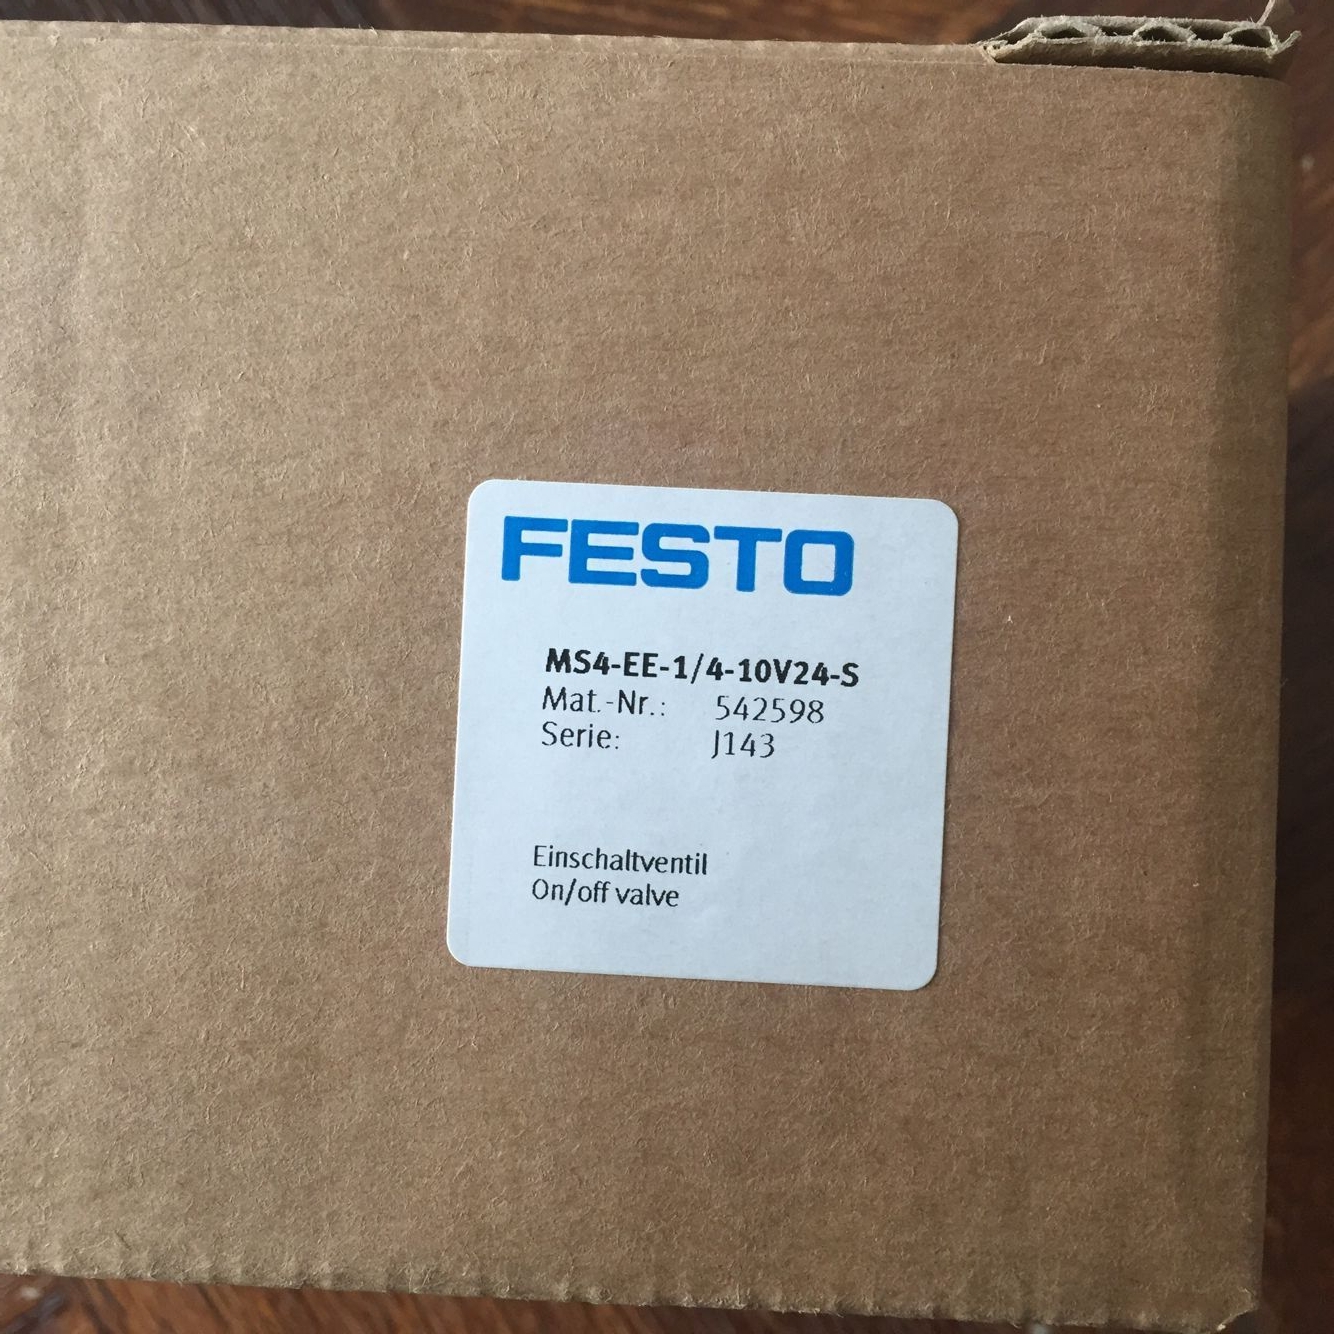 FESTO
MS4-EE-1/4-10V24-S
Mat.-Nr.: 542598
Serie: J143
Einschaltventil
On/off valve